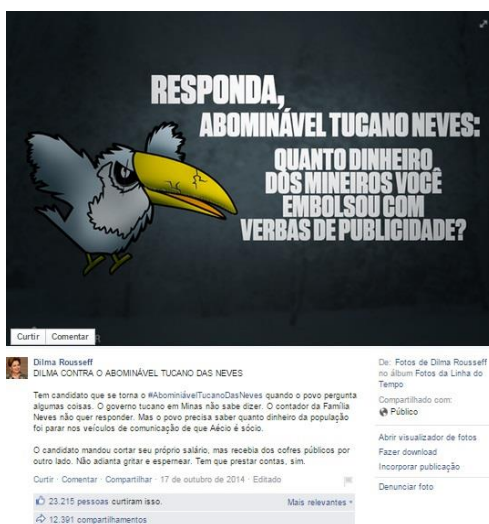 RESPONDA,
ABOMINÁVEL TUCANO NEVES:
QUANTO DINHEIRO
DOS MINEIROS VOCÊ
EMBOLSOU COM
VERBAS DE PUBLICIDADE?
Curtir Comentar
Dilma Rousseff
DILMA CONTRA O ABOMINÁVEL TUCANO DAS NEVES
Tem candidato que se torna o #AbominiávelTucanoDasNeves quando o povo pergunta
algumas coisas. O governo tucano em Minas não sabe dizer. O contador da Família
Neves não quer responder. Mas o povo precisa saber quanto dinheiro da população
foi parar nos veículos de comunicação de que Aécio é sócio.
O candidato mandou cortar seu próprio salário, mas recebia dos cofres públicos por
outro lado. Não adianta gritar e espernear. Tem que prestar contas, sim.
Curtir · Comentar · Compartilhar · 17 de outubro de 2014 · Editado
23.215 pessoas curtiram isso.
Mais relevantes
12.391 compartilhamentos
De: Fotos de Dilma Rousseff
no álbum Fotos da Linha do
Tempo
Compartilhado com:
Público
Abrir visualizador de fotos
Fazer download
Incorporar publicação
Denunciar foto